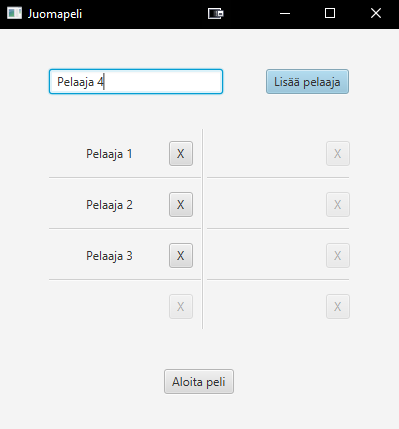 Juomapeli
Pelaaja 4
Lisää pelaaja
Pelaaja 1 X
X
Pelaaja 2 X
X
Pelaaja 3 X
X
X
X
Aloita peli